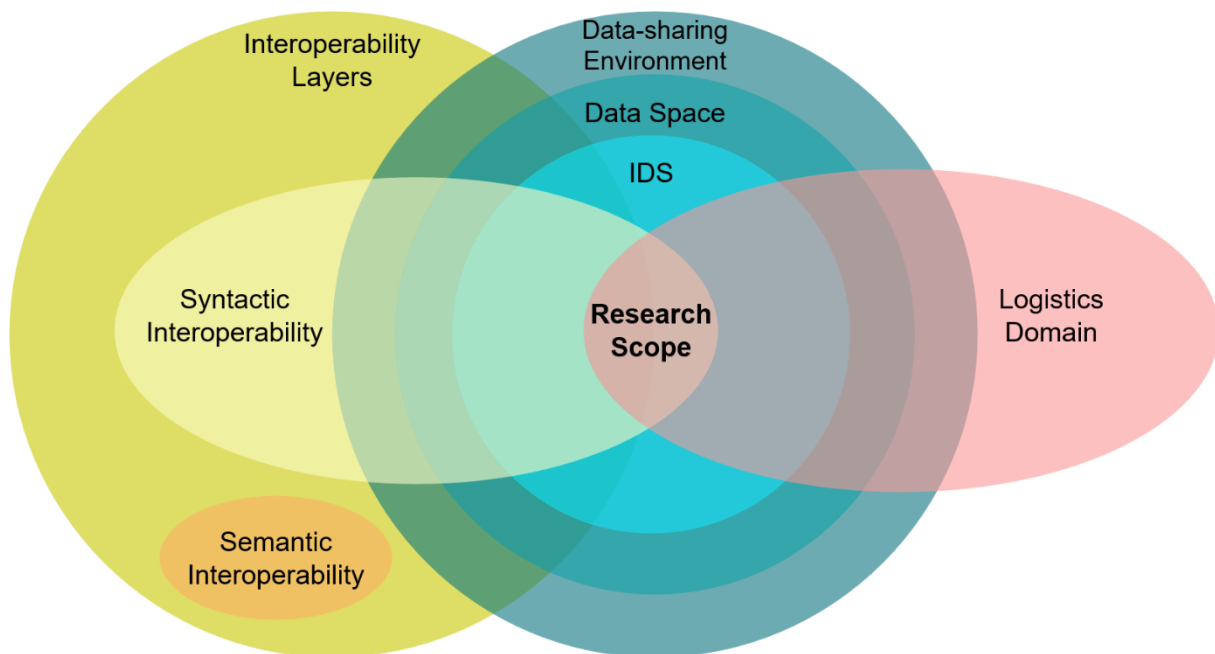 Interoperability
Layers
Data-sharing
Environment
Data Space
IDS
Syntactic
Interoperability
Research
Scope
Logistics
Domain
Semantic
Interoperability